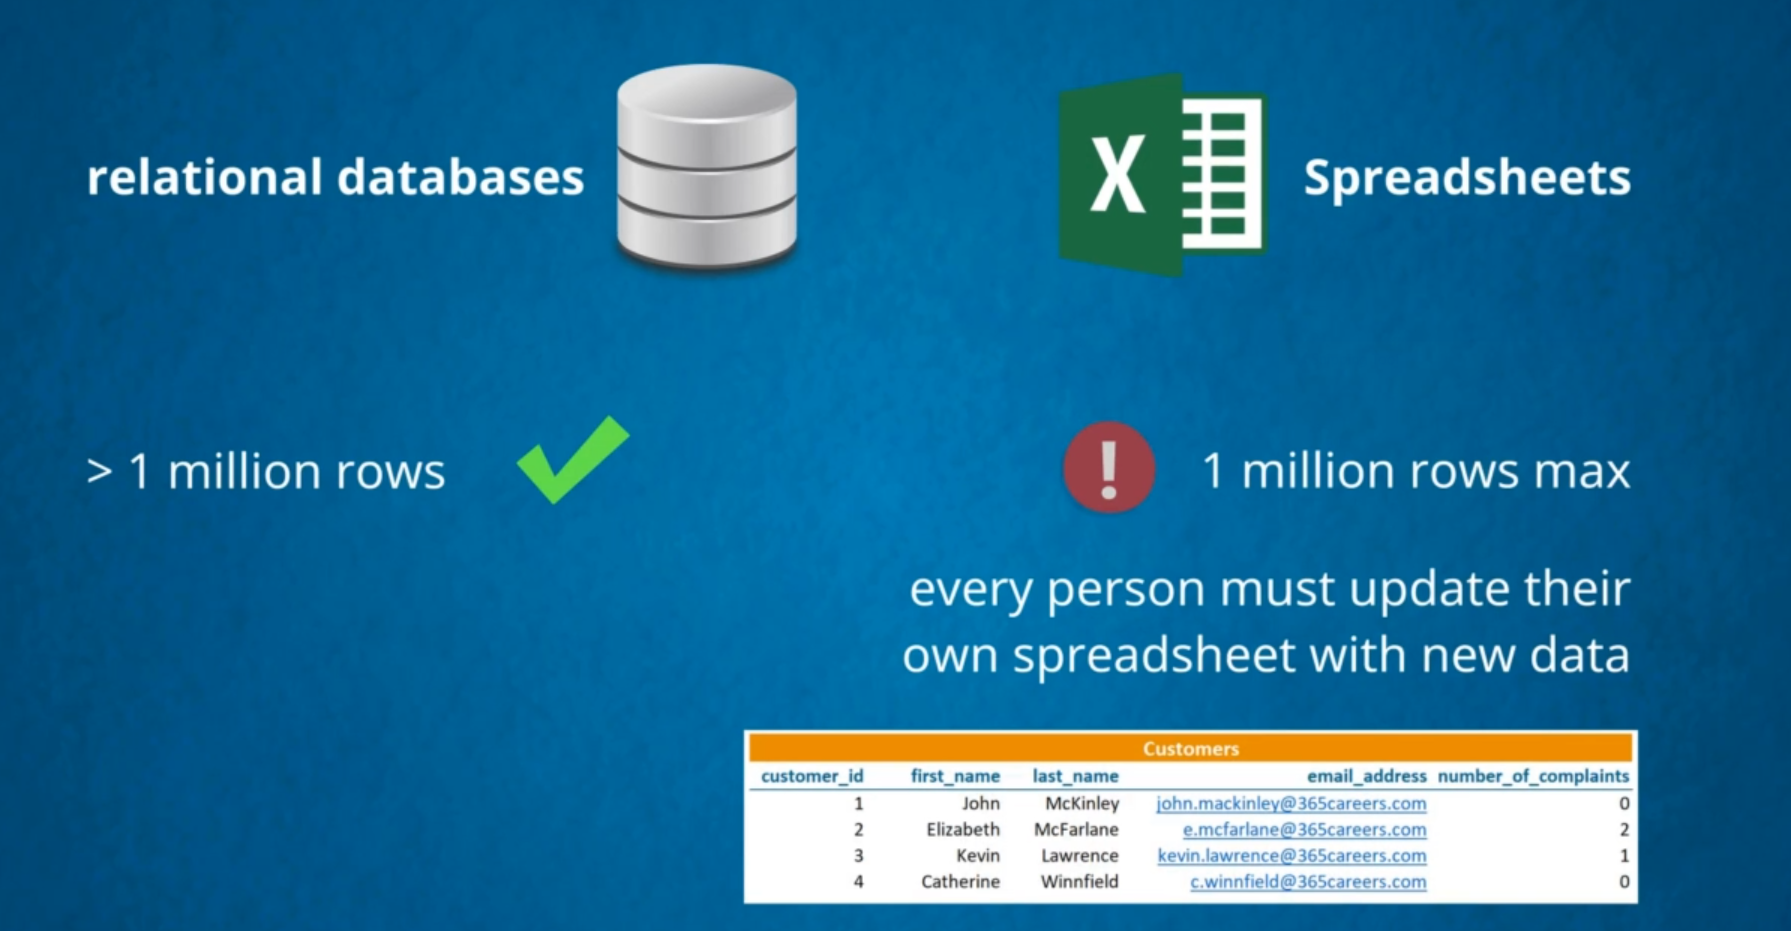 relational databases
X
Spreadsheets
> 1 million rows
! 1 million rows max
every person must update their
own spreadsheet with new data
Customers
customer_id first_name last_name email_address number_of_complaints
1 John McKinley john.mackinley@365careers.com 0
2 Elizabeth McFarlane e.mcfarlane@365careers.com 2
3 Kevin Lawrence kevin.lawrence@365careers.com 1
4 Catherine Winnfield c.winnfield@365careers.com 0